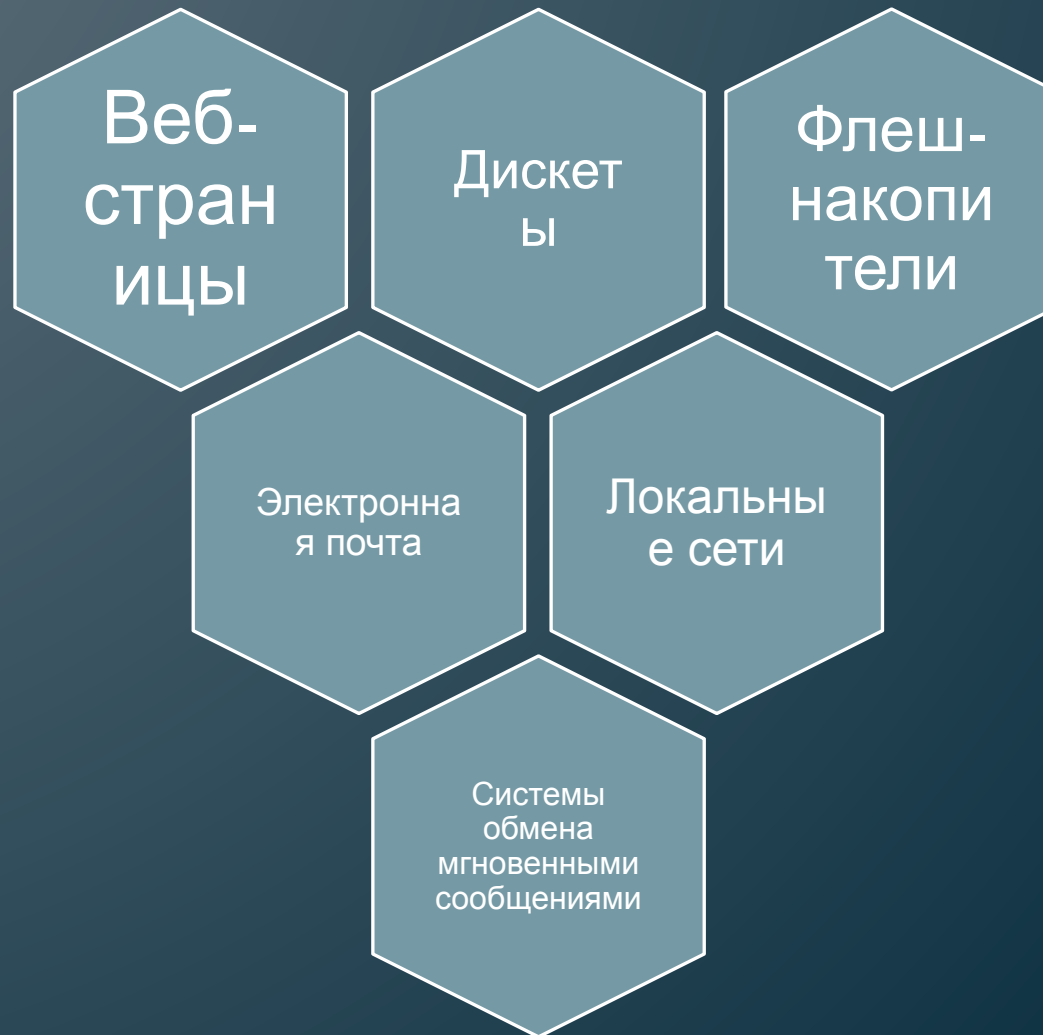 Веб-
стран
ицы
Дискет
ы
Флеш-
накопи
тели
Электронна
я почта
Локальны
е сети
Системы
обмена
мгновенными
сообщениями